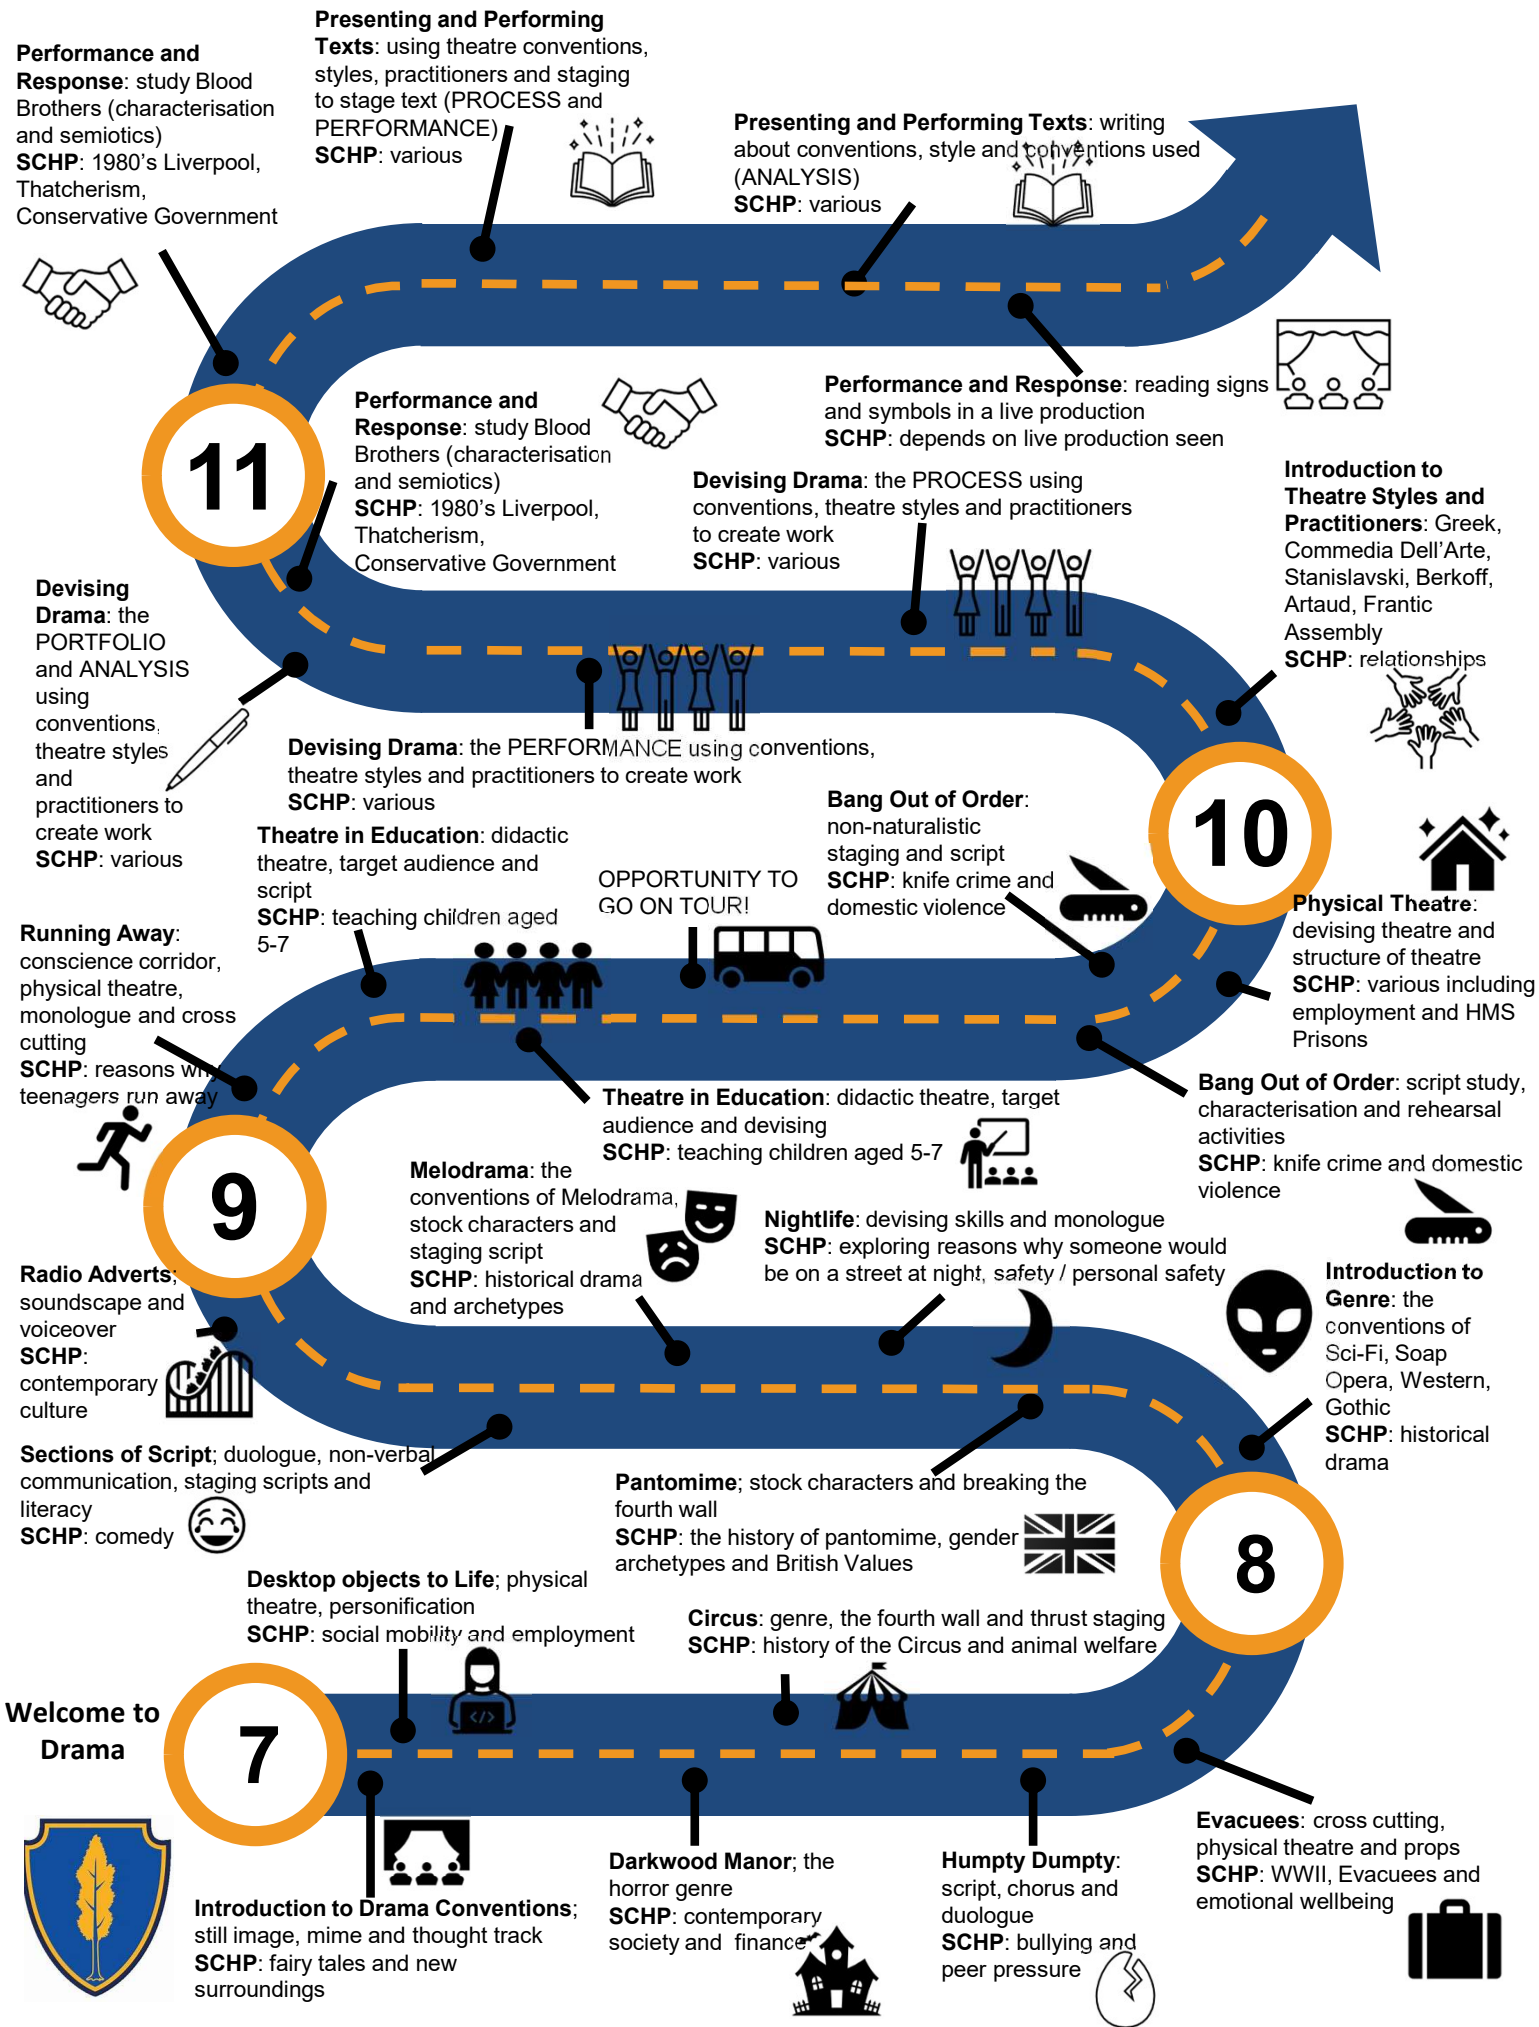 Presenting and Performing
Texts: using theatre conventions,
styles, practitioners and staging
to stage text (PROCESS and
PERFORMANCE)
SCHP: various
Performance and
Response: study Blood
Brothers (characterisation
and semiotics)
SCHP: 1980's Liverpool,
Thatcherism,
Conservative Government
Presenting and Performing Texts: writing
about conventions, style and conventions used
(ANALYSIS)
SCHP: various
Performance and Response: reading signs
and symbols in a live production
SCHP: depends on live production seen
11
Performance and
Response: study Blood
Brothers (characterisation
and semiotics)
SCHP: 1980's Liverpool,
Thatcherism,
Conservative Government
Devising Drama: the PROCESS using
conventions, theatre styles and practitioners
to create work
SCHP: various
Introduction to
Theatre Styles and
Practitioners: Greek,
Commedia Dell'Arte,
Stanislavski, Berkoff,
Artaud, Frantic
Assembly
SCHP: relationships
Devising
Drama: the
PORTFOLIO
and ANALYSIS
using
conventions,
theatre styles
and
practitioners to
create work
SCHP: various
Devising Drama: the PERFORMANCE using conventions,
theatre styles and practitioners to create work
SCHP: various
10
Bang Out of Order:
non-naturalistic
staging and script
SCHP: knife crime and
domestic violence
Theatre in Education: didactic
theatre, target audience and
script
SCHP: teaching children aged
5-7
OPPORTUNITY TO
GO ON TOUR!
Physical Theatre:
devising theatre and
structure of theatre
SCHP: various including
employment and HMS
Prisons
Running Away:
conscience corridor,
physical theatre,
monologue and cross
cutting
SCHP: reasons why
teenagers run away
Bang Out of Order: script study,
characterisation and rehearsal
activities
SCHP: knife crime and domestic
violence
Theatre in Education: didactic theatre, target
audience and devising
SCHP: teaching children aged 5-7
9
Melodrama: the
conventions of Melodrama,
stock characters and
staging script
SCHP: historical drama
and archetypes
Nightlife: devising skills and monologue
SCHP: exploring reasons why someone would
be on a street at night, safety / personal safety
Introduction to
Genre: the
conventions of
Sci-Fi, Soap
Opera, Western,
Gothic
SCHP: historical
drama
Radio Adverts;
soundscape and
voiceover
SCHP:
contemporary
culture
Sections of Script; duologue, non-verbal
communication, staging scripts and
literacy
SCHP: comedy
Pantomime; stock characters and breaking the
fourth wall
SCHP: the history of pantomime, gender
archetypes and British Values
8
Desktop objects to Life; physical
theatre, personification
SCHP: social mobility and employment
Circus: genre, the fourth wall and thrust staging
SCHP: history of the Circus and animal welfare
Welcome to
Drama
7
</>
Introduction to Drama Conventions;
still image, mime and thought track
SCHP: fairy tales and new
surroundings
Darkwood Manor; the
horror genre
SCHP: contemporary
society and  finance
Humpty Dumpty:
script, chorus and
duologue
SCHP: bullying and
peer pressure
Evacuees: cross cutting,
physical theatre and props
SCHP: WWII, Evacuees and
emotional wellbeing